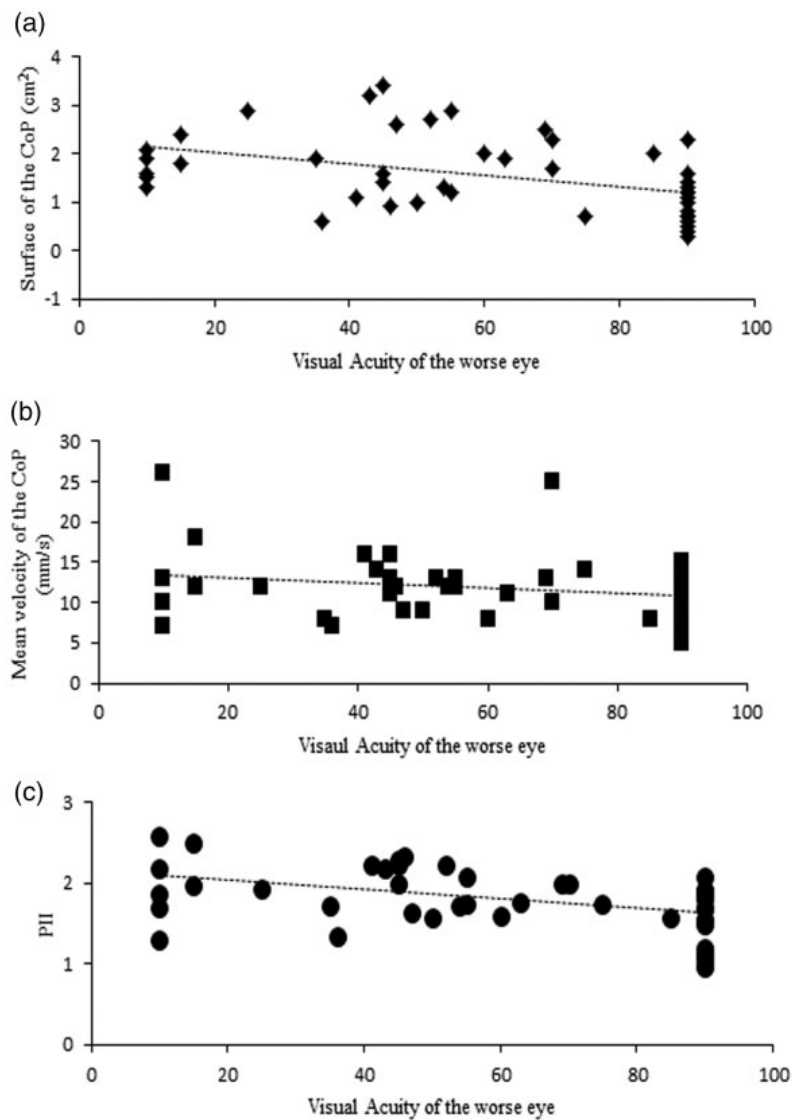 (a)
Surface of the CoP (cm²)
4
3
2
1
0
-1
0 20 40 60 80 100
Visual Acuity of the worse eye
(b)
Mean velocity of the CoP
(mm/s)
30
25
20
15
10
5
0
0 20 40 60 80 100
Visaul Acuity of the worse eye
(c)
PII
3
2
1
0
0 20 40 60 80 100
Visual Acuity of the worse eye